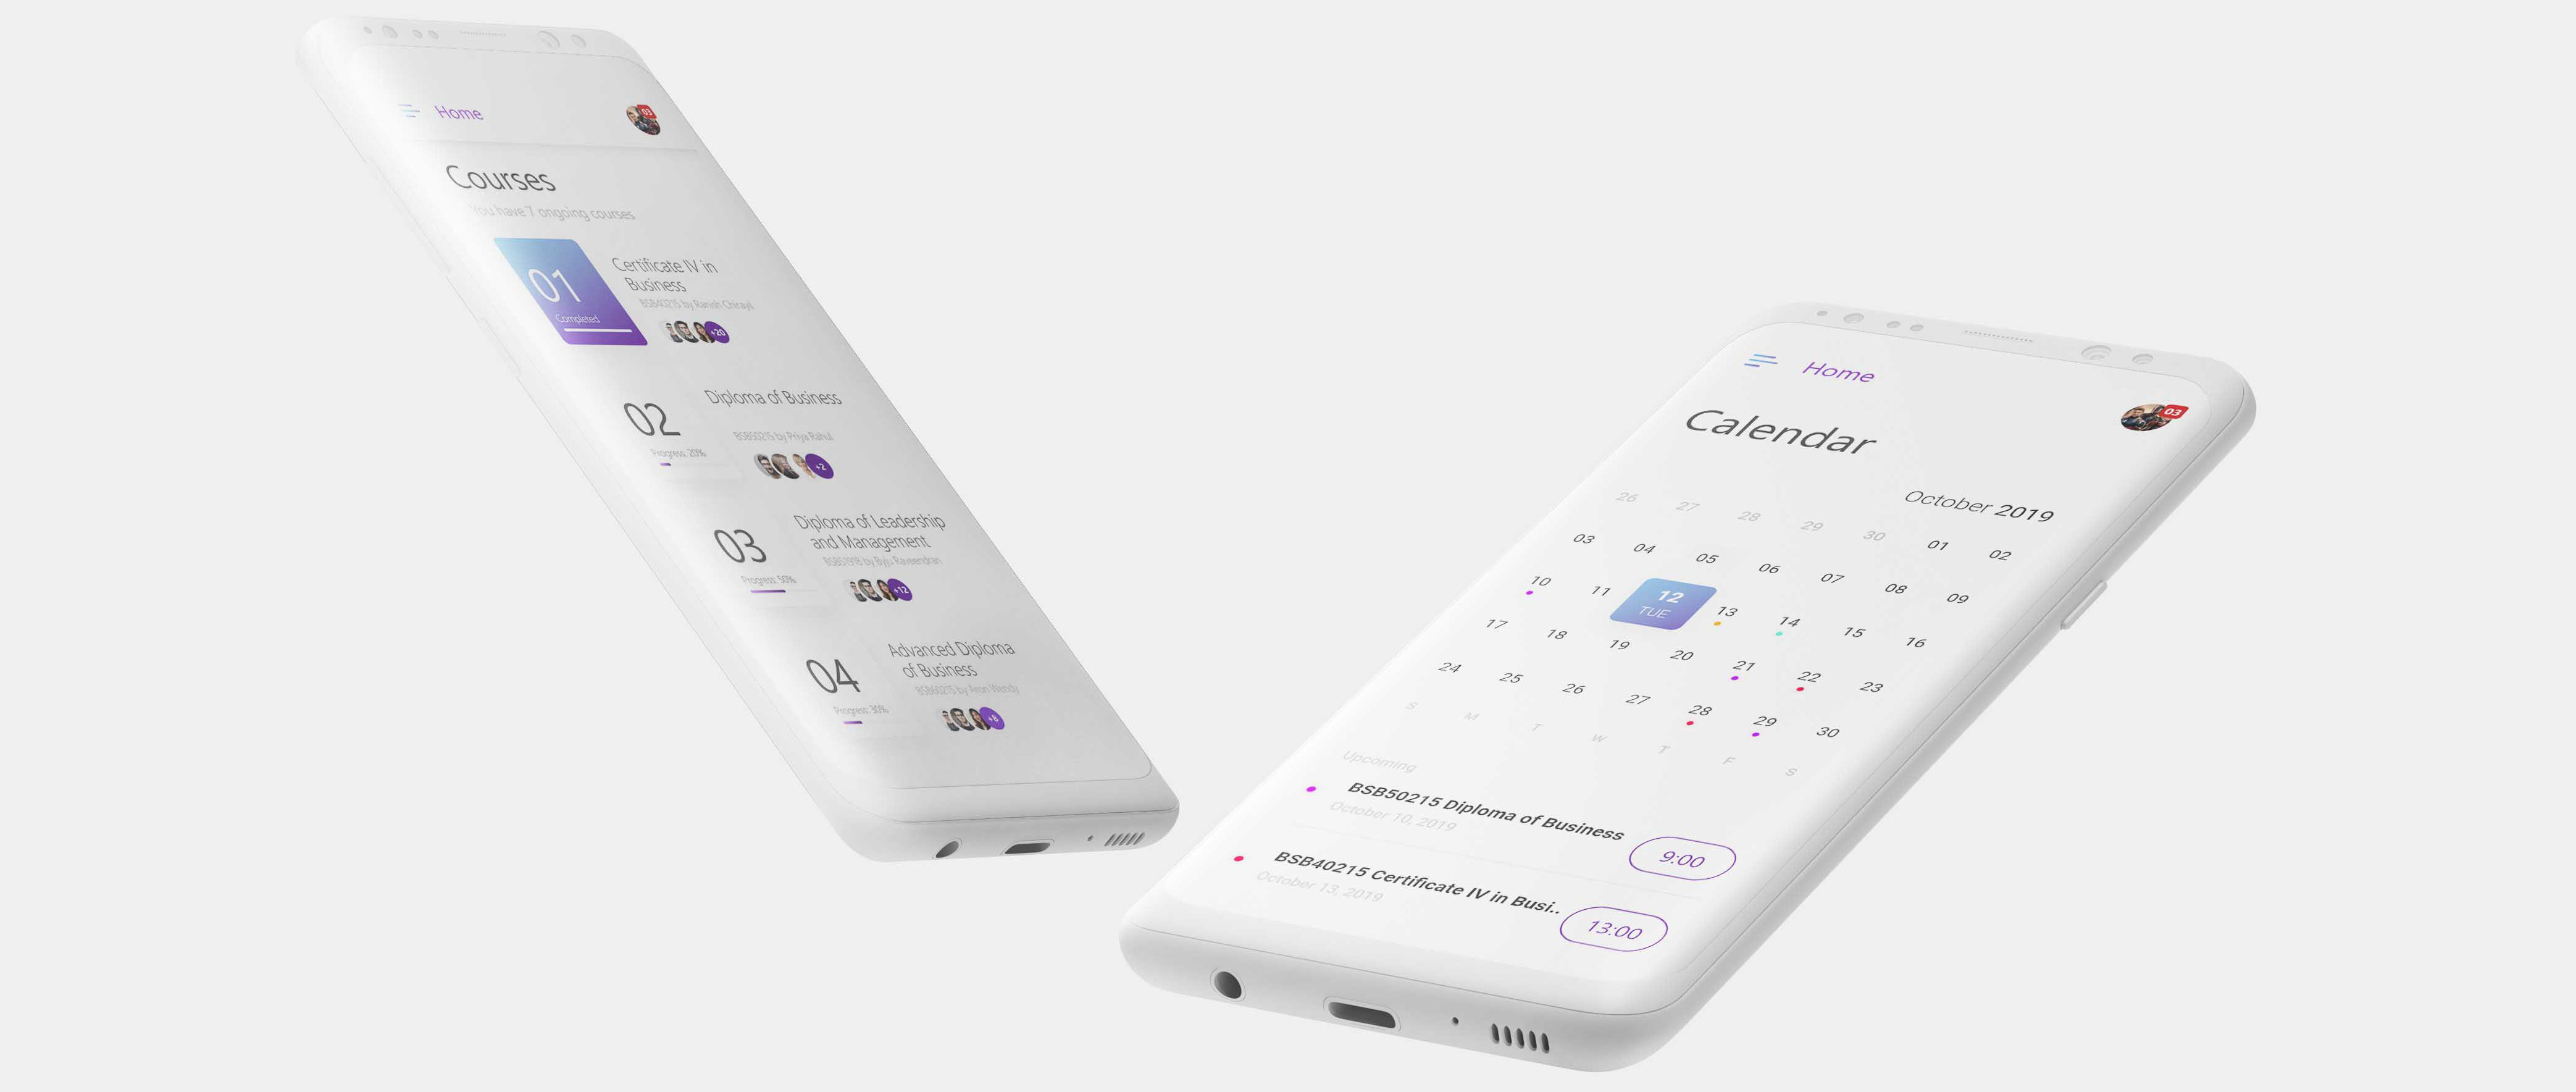 Home
03
Courses
You have 7 ongoing courses
01
Completed
Certificate IV in
Business
BSB40215 by Ranish Chirayil
+20
02
Progress: 20%
Diploma of Business
BSB50215 by Priya Rahul
+2
03
Progress: 50%
Diploma of Leadership
and Management
BSB51918 by Byju Raveendran
+12
04
Progress: 30%
Advanced Diploma
of Business
BSB60215 by Aron Wendy
+8
Home
03
Calendar
October 2019
26 27 28 29 30 01 02
03 04 05 06 07 08 09
10 11 12 13 14 15 16
TUE
17 18 19 20 21 22 23
24 25 26 27 28 29 30
S M T W T F S
Upcoming
BSB50215 Diploma of Business
October 10, 2019
9:00
BSB40215 Certificate IV in Busi..
October 13, 2019
13:00